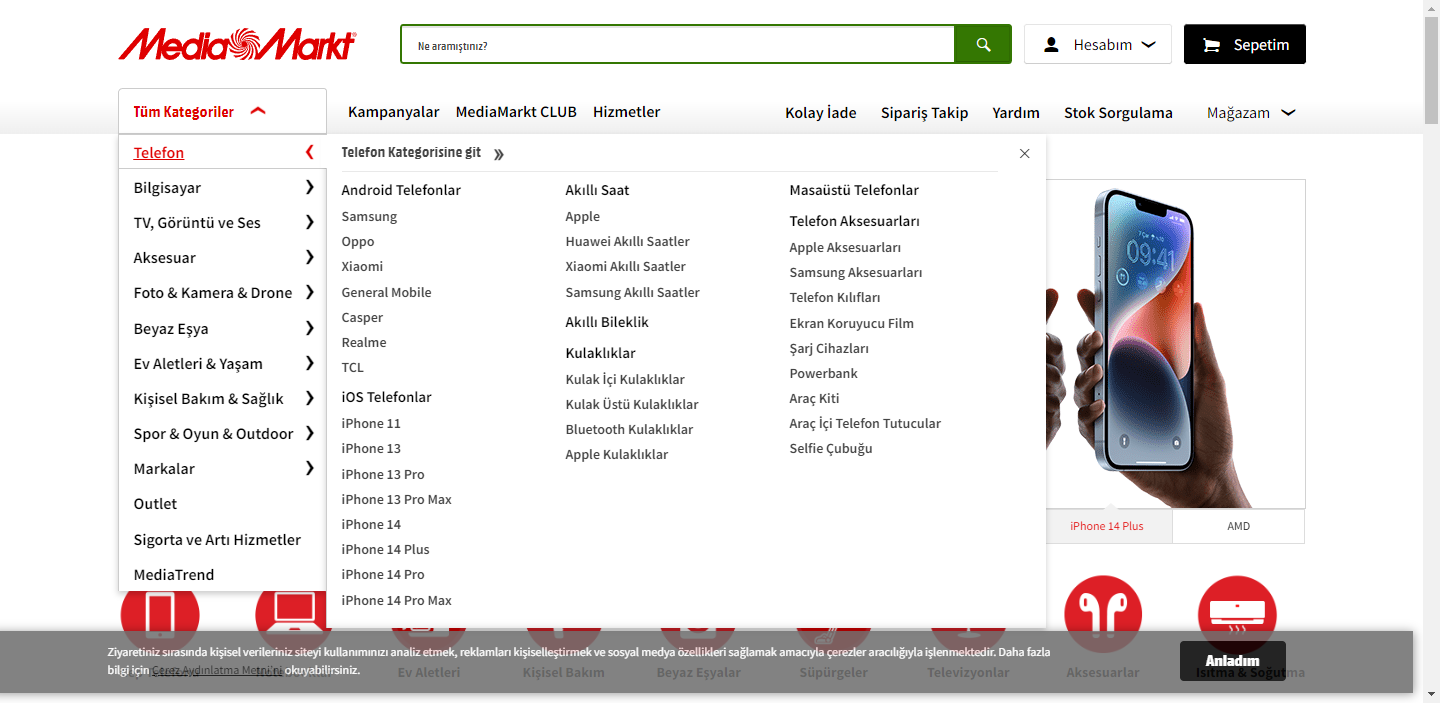 MediaMarkt
Ne aramıştınız?
Hesabım
Sepetim
Tüm Kategoriler
Kampanyalar
MediaMarkt CLUB
Hizmetler
Kolay İade
Sipariş Takip
Yardım
Stok Sorgulama
Mağazam
Telefon
Bilgisayar
TV, Görüntü ve Ses
Aksesuar
Foto & Kamera & Drone
Beyaz Eşya
Ev Aletleri & Yaşam
Kişisel Bakım & Sağlık
Spor & Oyun & Outdoor
Markalar
Outlet
Sigorta ve Artı Hizmetler
MediaTrend
Telefon Kategorisine git
Android Telefonlar
Samsung
Oppo
Xiaomi
General Mobile
Casper
Realme
TCL
iOS Telefonlar
iPhone 11
iPhone 13
iPhone 13 Pro
iPhone 13 Pro Max
iPhone 14
iPhone 14 Plus
iPhone 14 Pro
iPhone 14 Pro Max
Akıllı Saat
Apple
Huawei Akıllı Saatler
Xiaomi Akıllı Saatler
Samsung Akıllı Saatler
Akıllı Bileklik
Kulaklıklar
Kulak İçi Kulaklıklar
Kulak Üstü Kulaklıklar
Bluetooth Kulaklıklar
Apple Kulaklıklar
Masaüstü Telefonlar
Telefon Aksesuarları
Apple Aksesuarları
Samsung Aksesuarları
Telefon Kılıfları
Ekran Koruyucu Film
Şarj Cihazları
Powerbank
Araç Kiti
Araç İçi Telefon Tutucular
Selfie Çubuğu
09:41
iPhone 14 Plus
AMD
Ziyaretiniz sırasında kişisel verileriniz siteyi kullanımınızı analiz etmek, reklamları kişiselleştirmek ve sosyal medya özellikleri sağlamak amacıyla çerezler aracılığıyla işlenmektedir. Daha fazla
bilgi için Çerez Aydınlatma Metni'ni okuyabilirsiniz.
Anladım
Ev Aletleri
Kişisel Bakım
Beyaz Eşyalar
Süpürgeler
Televizyonlar
Aksesuarlar
Isıtma & Soğutma